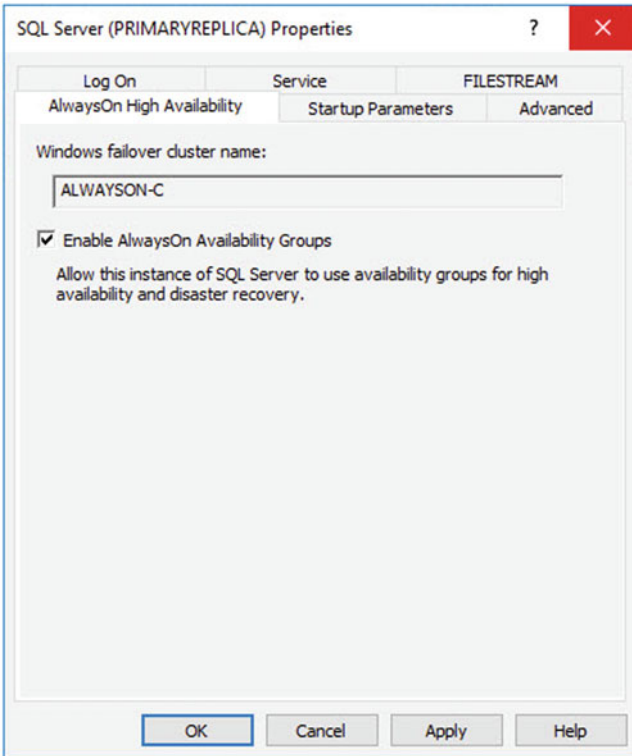 SQL Server (PRIMARYREPLICA) Properties ? ×
Log On Service FILESTREAM
AlwaysOn High Availability Startup Parameters Advanced
Windows failover cluster name:
ALWAYSON-C
Enable AlwaysOn Availability Groups
Allow this instance of SQL Server to use availability groups for high
availability and disaster recovery.
OK Cancel Apply Help